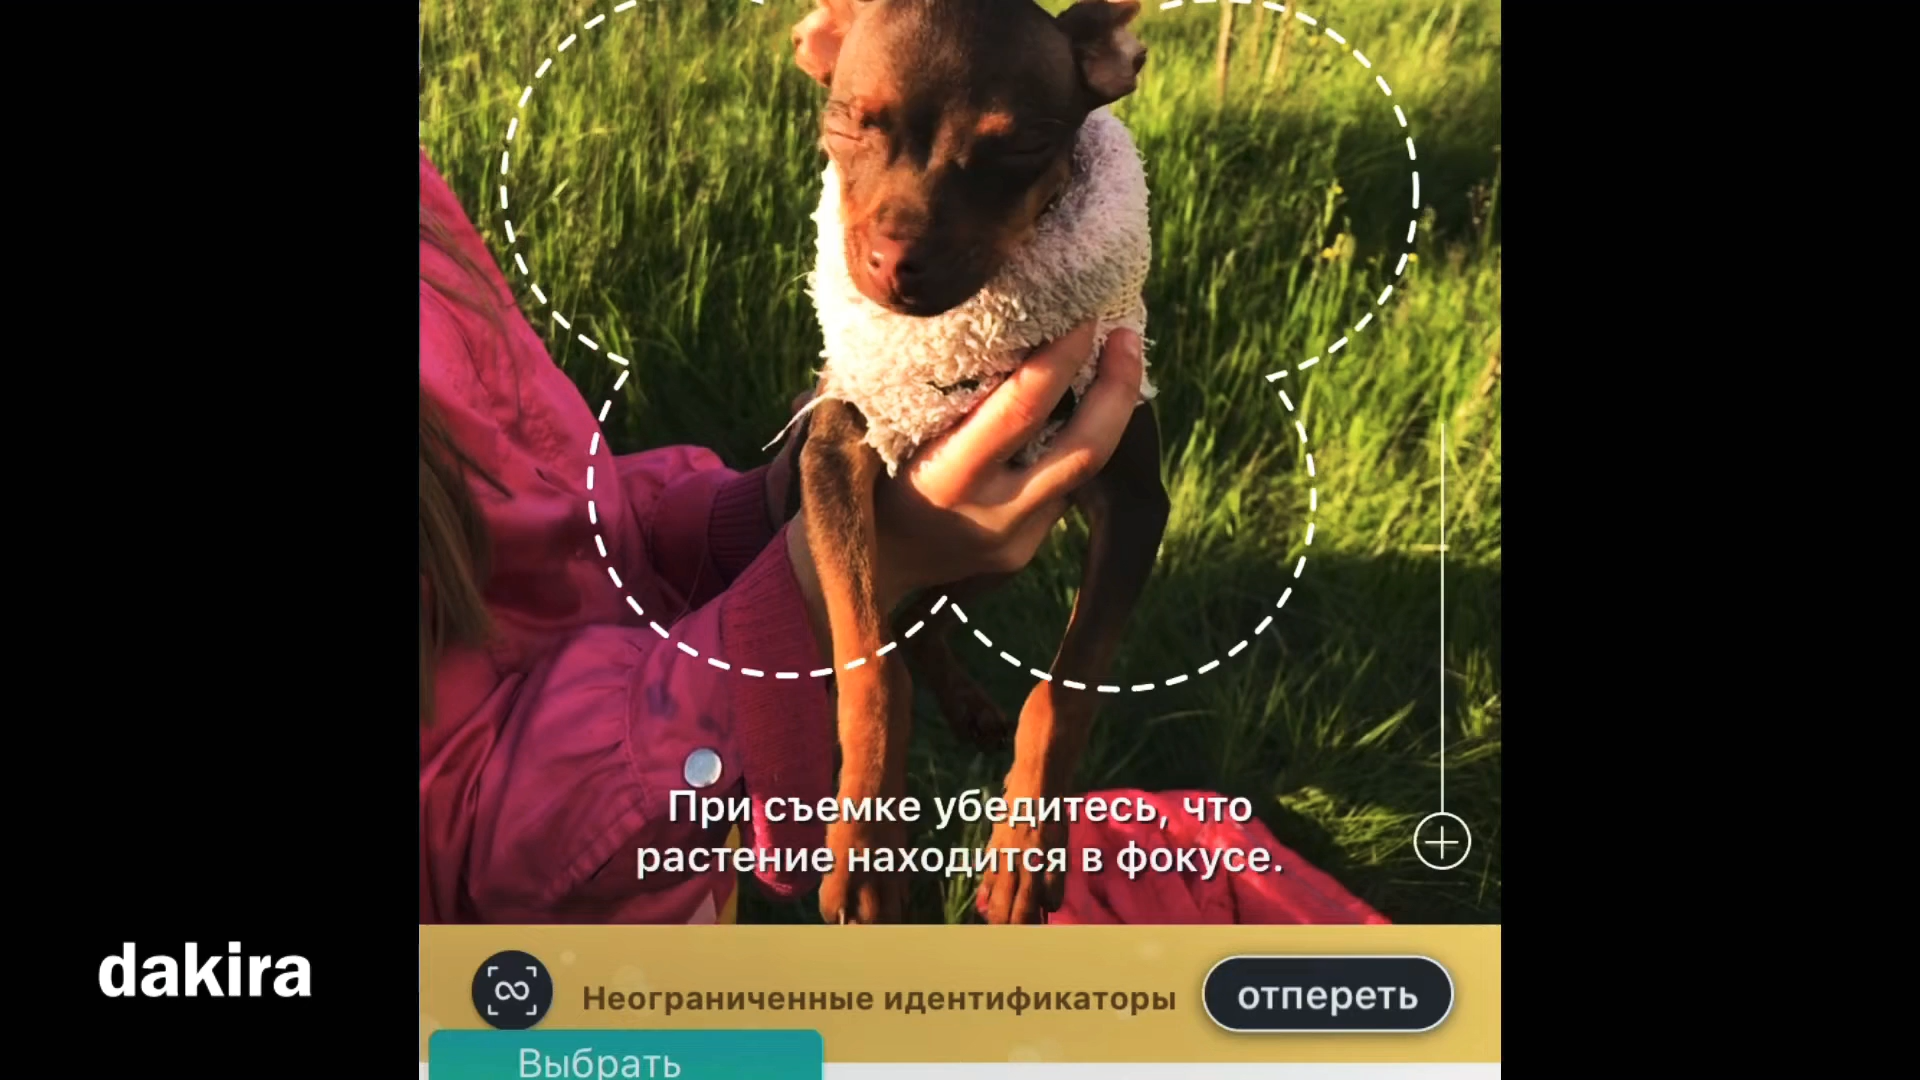 При съемке убедитесь, что
растение находится в фокусе.
Неограниченные идентификаторы
отпереть
Выбрать
dakira